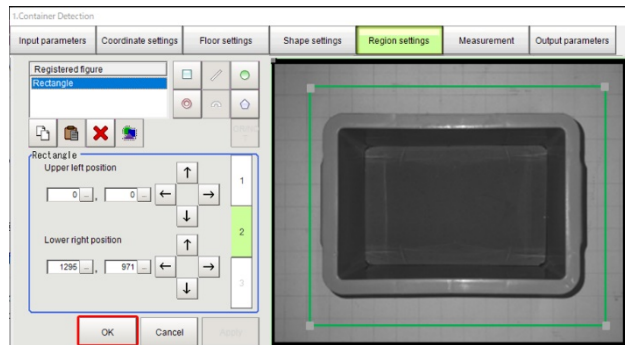 1.Container Detection
Input parameters
Coordinate settings
Floor settings
Shape settings
Region settings
Measurement
Output parameters
Registered figure
Rectangle
Rectangle
Upper left position
0 ... , 0 ...
1
2
3
Lower right position
1295 ... , 971 ...
OK
Cancel
Apply